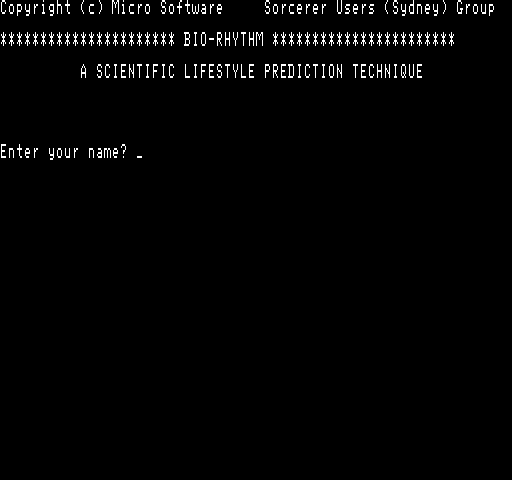 Copyright (c) Micro Software     Sorcerer Users (Sydney) Group
********************** BIO-RHYTHM ***********************
A SCIENTIFIC LIFESTYLE PREDICTION TECHNIQUE
Enter your name? _